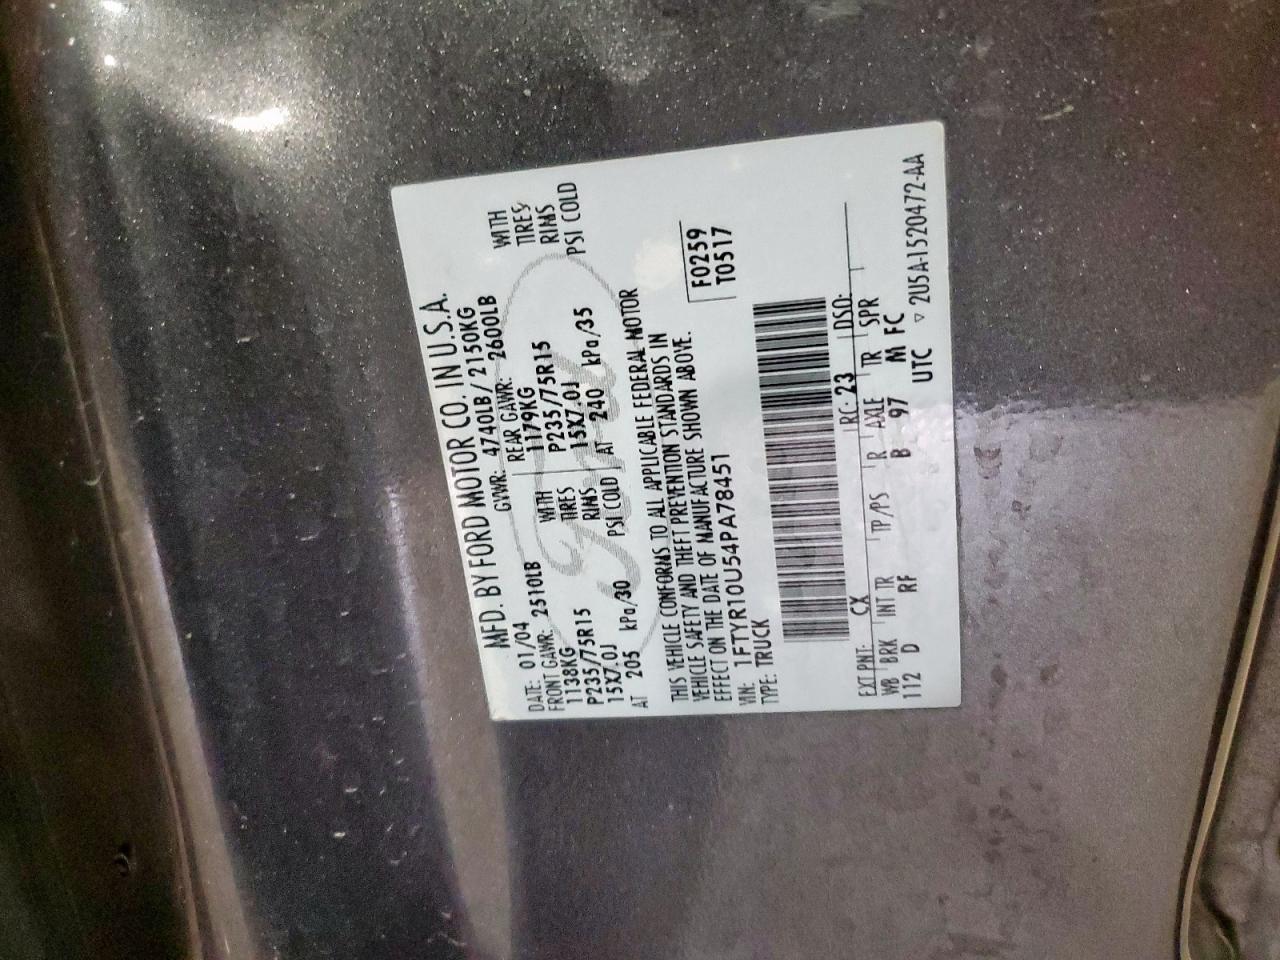 MFD. BY FORD MOTOR CO. IN U.S.A.
DATE: 01/04 GVWR: 4740LB/2150KG
FRONT GAWR: 2510LB REAR GAWR: 2600LB
1138KG WITH 1179KG WITH
P235/75R15 TIRES P235/75R15 TIRES
15X7.0J RIMS 15X7.0J RIMS
AT 205 kPa/30 PSI COLD AT 240 kPa/35 PSI COLD
THIS VEHICLE CONFORMS TO ALL APPLICABLE FEDERAL MOTOR
VEHICLE SAFETY AND THEFT PREVENTION STANDARDS IN
EFFECT ON THE DATE OF MANUFACTURE SHOWN ABOVE.
VIN: 1FTYR10U54PA78451 F0259
TYPE: TRUCK T0517
EXT PNT: CX RC: 23 DSO:
WB BRK INT TR TP/PS R AXLE TR SPR
112 D RF B 97 M FC
UTC ▽ 2U5A-1520472-AA
Ford